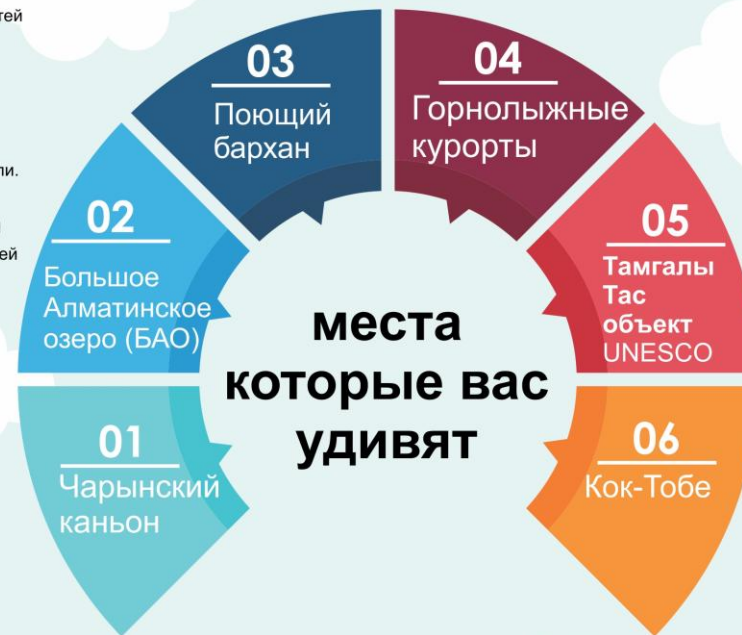 01
Чарынский
каньон
02
Большое
Алматинское
озеро (БАО)
03
Поющий
бархан
04
Горнолыжные
курорты
05
Тамгалы
Тас
объект
UNESCO
06
Кок-Тобе
места
которые вас
удивят